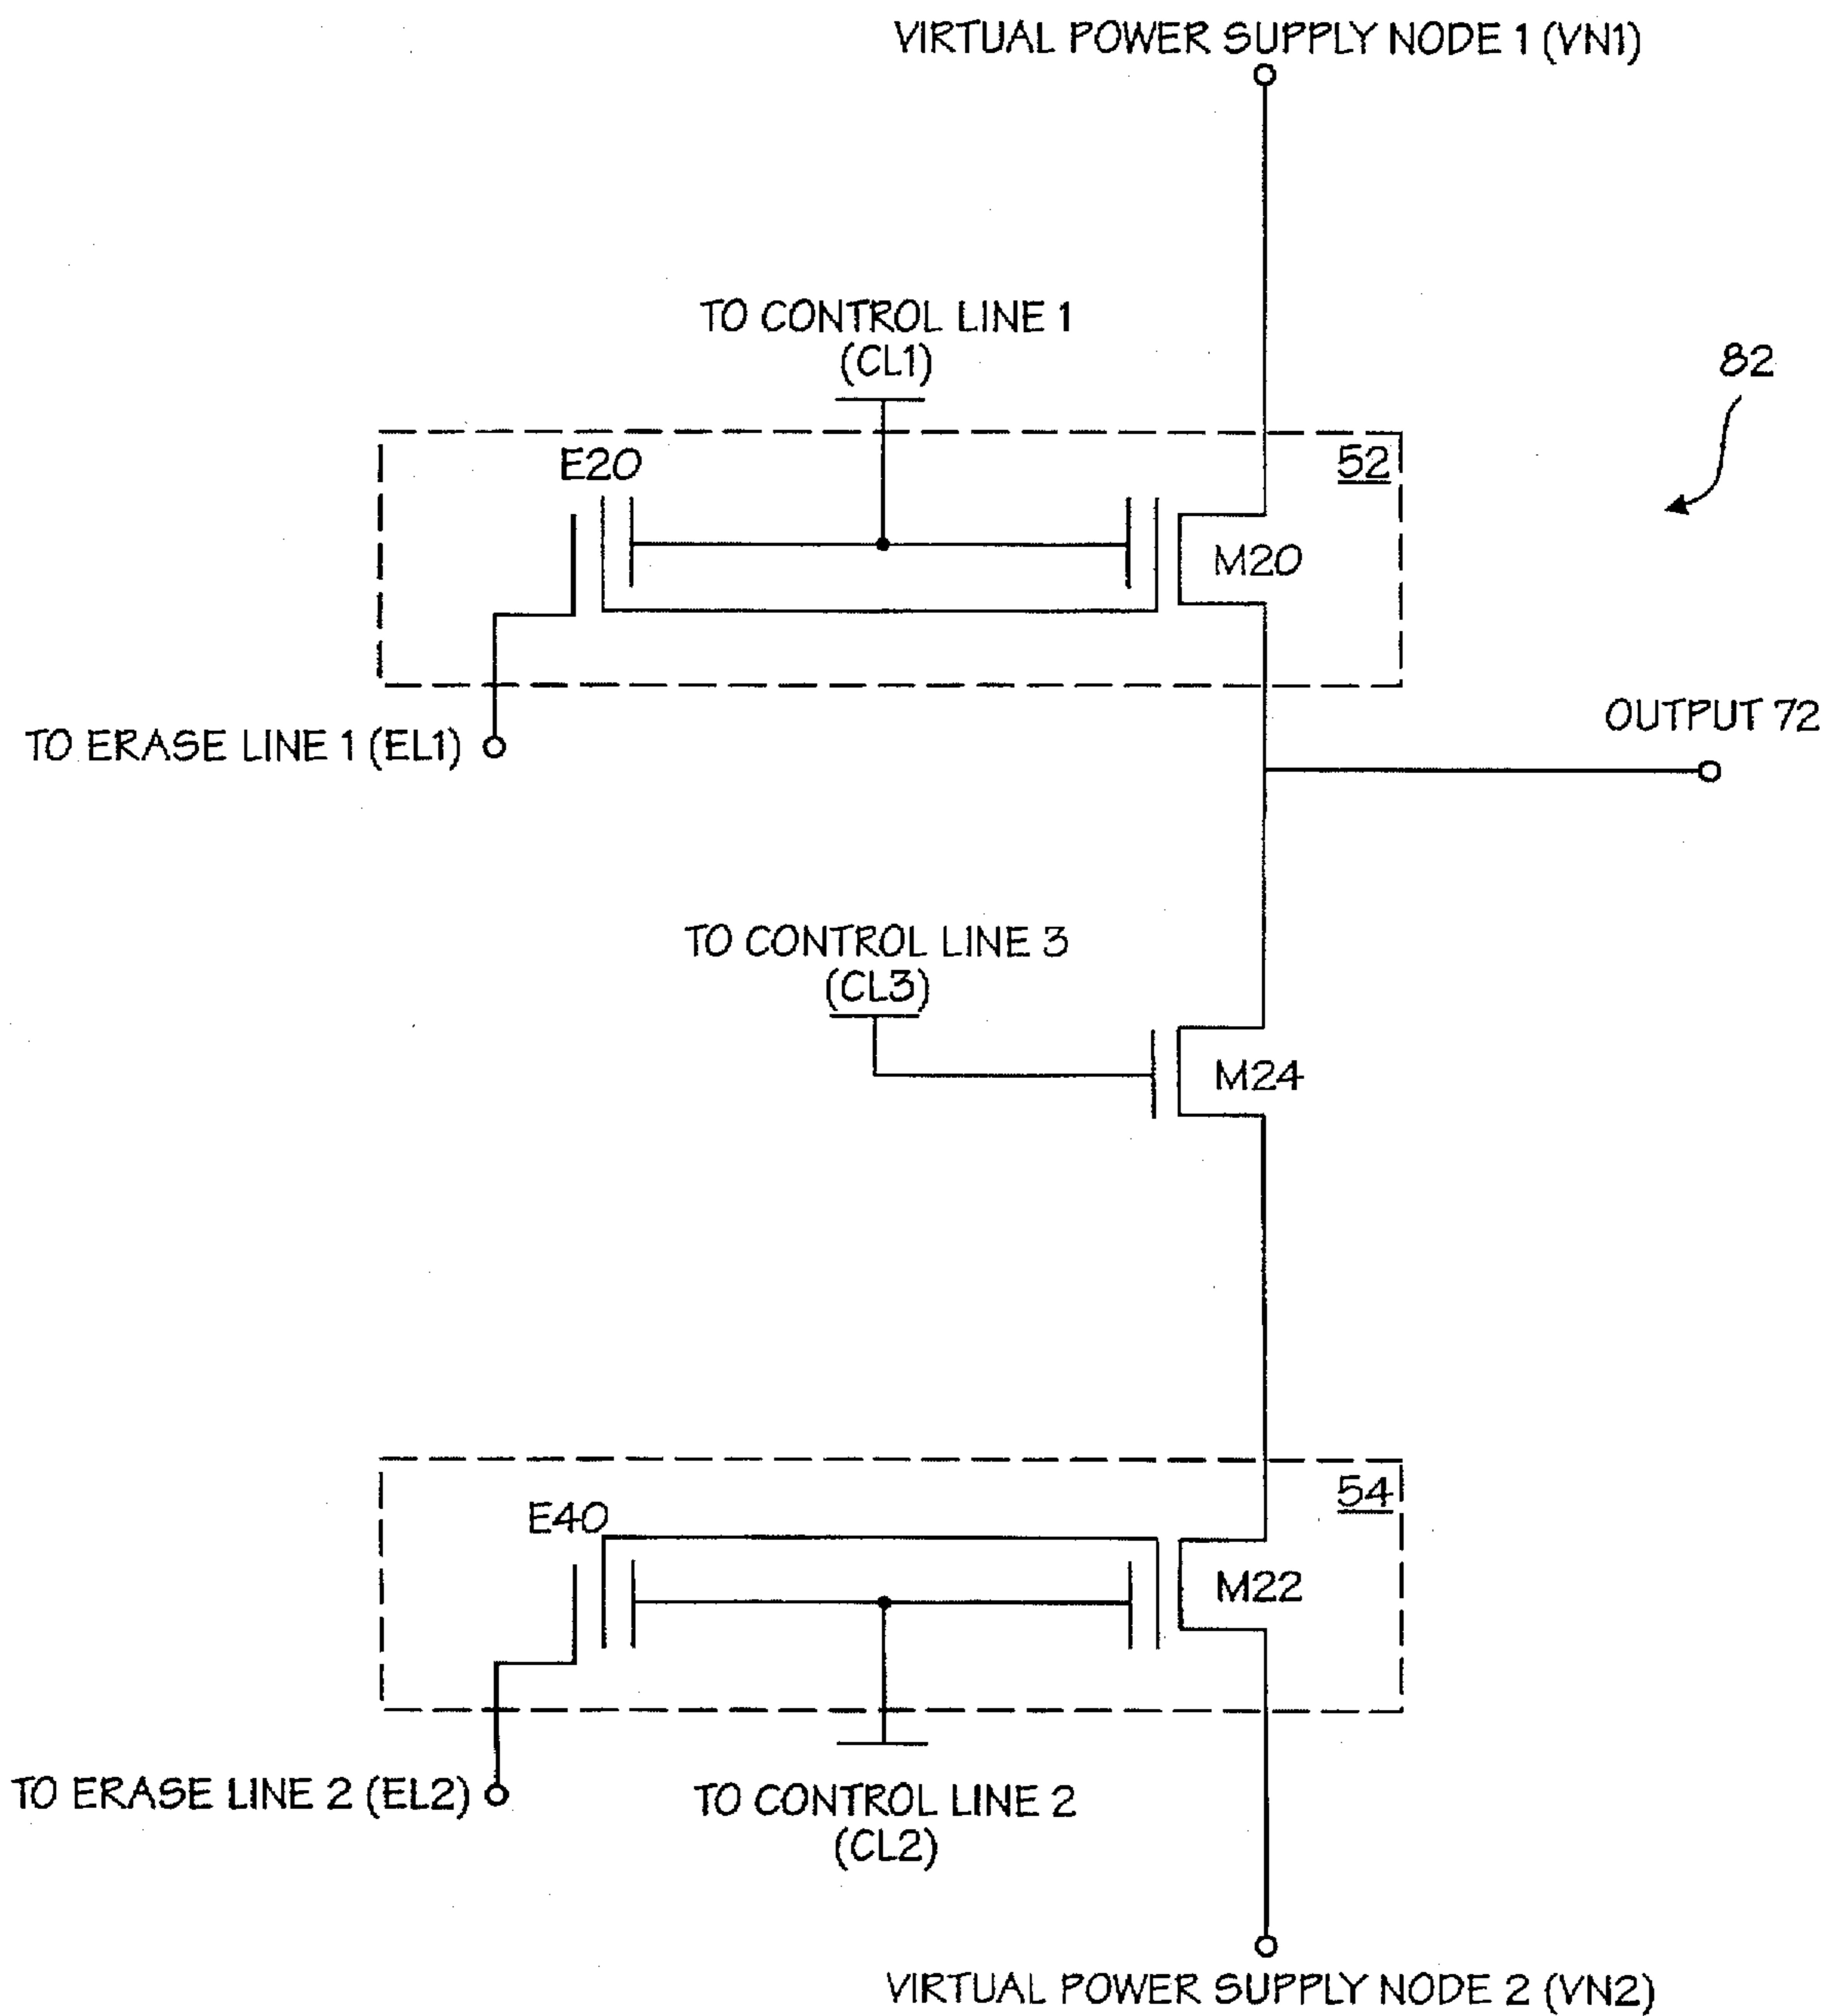 VIRTUAL POWER SUPPLY NODE 1 (VN1)
TO CONTROL LINE 1
(CL1)
82
E20
52
M20
TO ERASE LINE 1 (EL1)
OUTPUT 72
TO CONTROL LINE 3
(CL3)
M24
54
E40
M22
TO ERASE LINE 2 (EL2)
TO CONTROL LINE 2
(CL2)
VIRTUAL POWER SUPPLY NODE 2 (VN2)